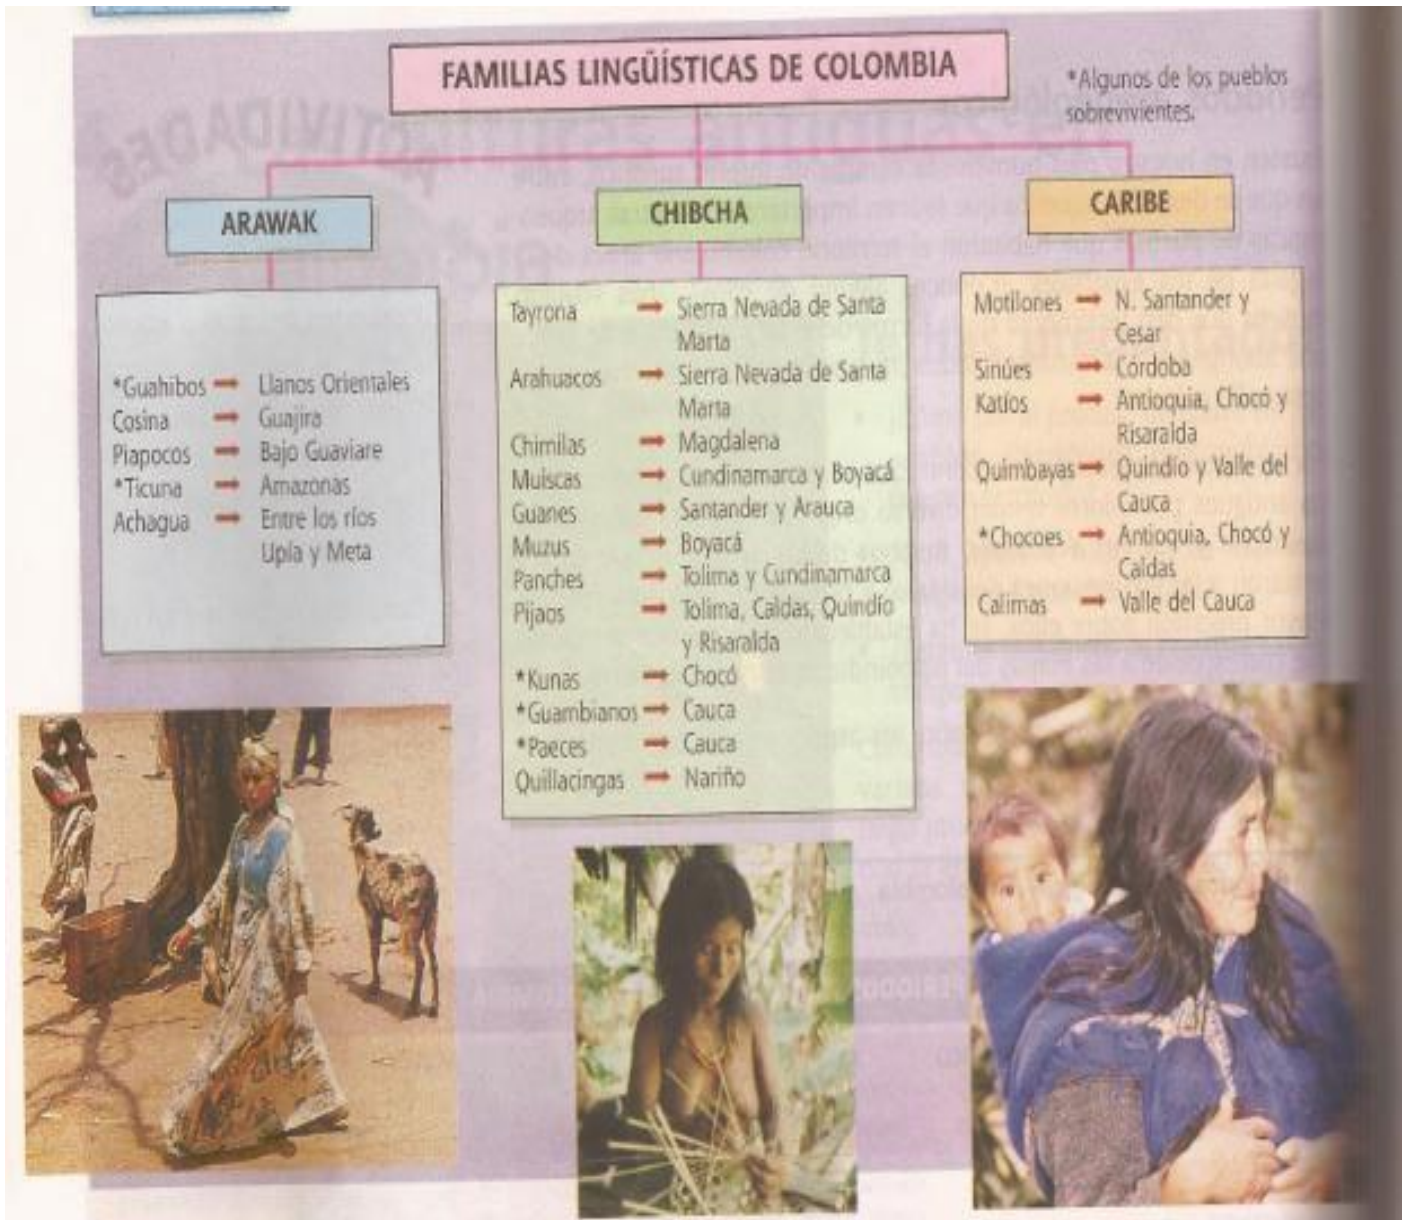 FAMILIAS LINGÜÍSTICAS DE COLOMBIA
*Algunos de los pueblos
sobrevivientes.
ARAWAK
*Guahibos ➡ Llanos Orientales
Cosina ➡ Guajira
Piapocos ➡ Bajo Guaviare
*Ticuna ➡ Amazonas
Achagua ➡ Entre los ríos
Upía y Meta
CHIBCHA
Tayrona ➡ Sierra Nevada de Santa
Marta
Arahuacos ➡ Sierra Nevada de Santa
Marta
Chimilas ➡ Magdalena
Muiscas ➡ Cundinamarca y Boyacá
Guanes ➡ Santander y Arauca
Muzus ➡ Boyacá
Panches ➡ Tolima y Cundinamarca
Pijaos ➡ Tolima, Caldas, Quindío
y Risaralda
*Kunas ➡ Chocó
*Guambianos ➡ Cauca
*Paeces ➡ Cauca
Quillacingas ➡ Nariño
CARIBE
Motilones ➡ N. Santander y
Cesar
Sinúes ➡ Córdoba
Katíos ➡ Antioquia, Chocó y
Risaralda
Quimbayas ➡ Quindío y Valle del
Cauca
*Chocoes ➡ Antioquia, Chocó y
Caldas
Calimas ➡ Valle del Cauca
ACTIVIDADES